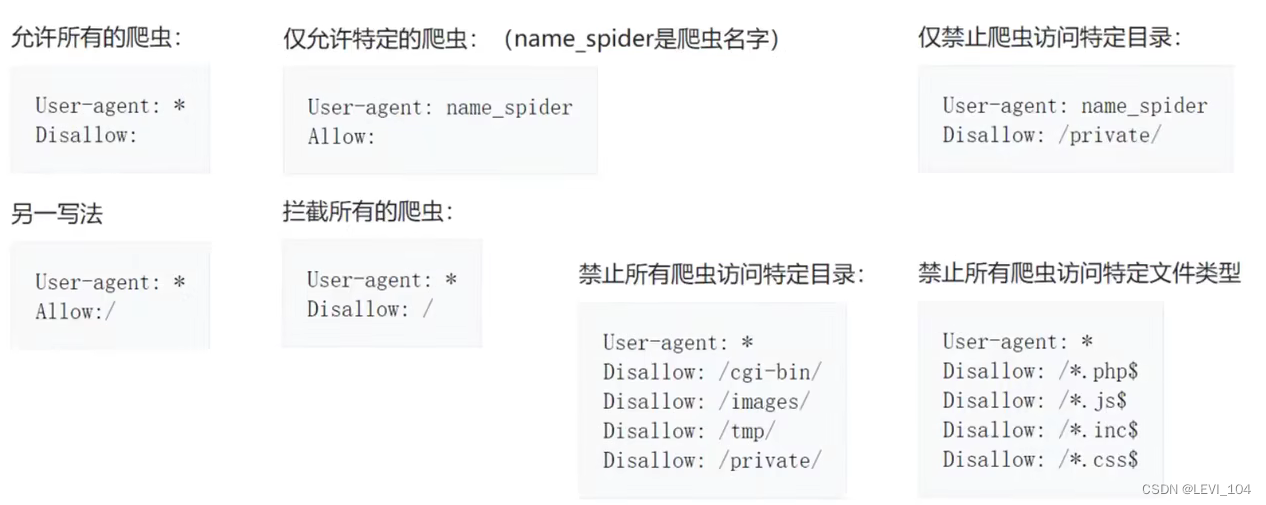 允许所有的爬虫：
User-agent: *
Disallow:
另一写法
User-agent: *
Allow:/
仅允许特定的爬虫：（name_spider是爬虫名字）
User-agent: name_spider
Allow:
拦截所有的爬虫：
User-agent: *
Disallow: /
禁止所有爬虫访问特定目录：
User-agent: *
Disallow: /cgi-bin/
Disallow: /images/
Disallow: /tmp/
Disallow: /private/
仅禁止爬虫访问特定目录：
User-agent: name_spider
Disallow: /private/
禁止所有爬虫访问特定文件类型
User-agent: *
Disallow: /*.php$
Disallow: /*.js$
Disallow: /*.inc$
Disallow: /*.css$
CSDN @LEVI_104